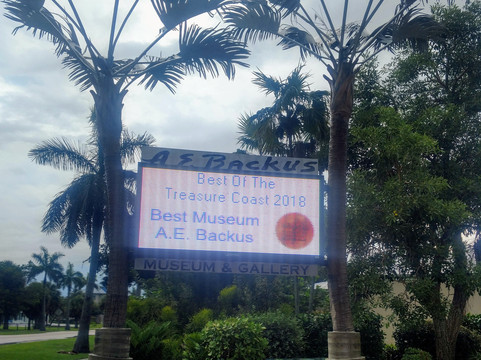 A.E. BACKUS
Best Of The
Treasure Coast 2018
Best Museum
A.E. Backus
MUSEUM & GALLERY